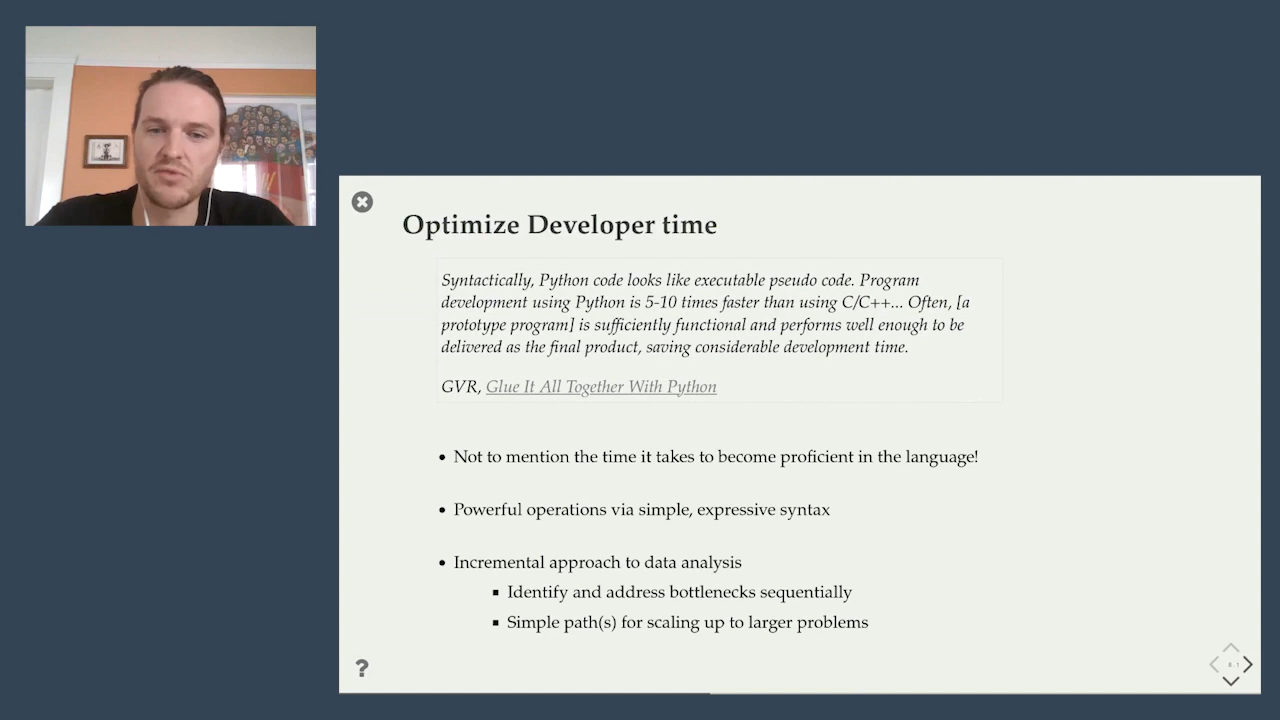 Optimize Developer time
Syntactically, Python code looks like executable pseudo code. Program
development using Python is 5-10 times faster than using C/C++... Often, [a
prototype program] is sufficiently functional and performs well enough to be
delivered as the final product, saving considerable development time.
GVR, Glue It All Together With Python
• Not to mention the time it takes to become proficient in the language!
• Powerful operations via simple, expressive syntax
• Incremental approach to data analysis
▪ Identify and address bottlenecks sequentially
▪ Simple path(s) for scaling up to larger problems
?